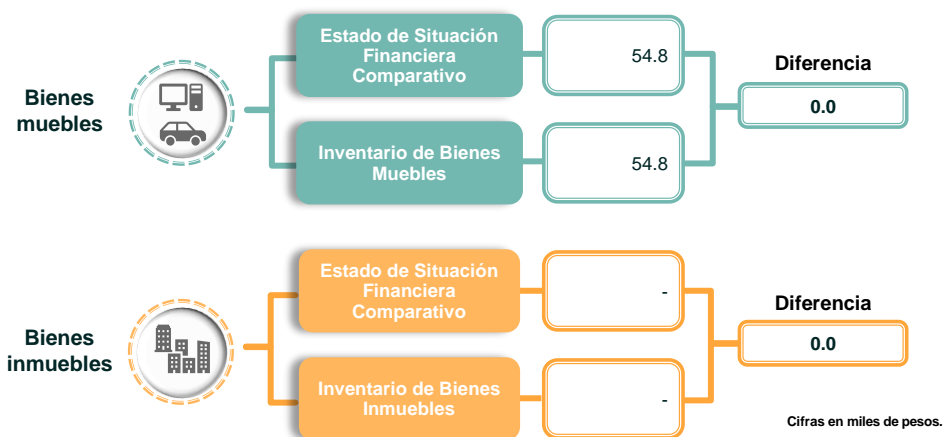 Bienes
muebles
Estado de Situación
Financiera
Comparativo
54.8
Inventario de Bienes
Muebles
54.8
Diferencia
0.0
Bienes
inmuebles
Estado de Situación
Financiera
Comparativo
-
Inventario de Bienes
Inmuebles
-
Diferencia
0.0
Cifras en miles de pesos.